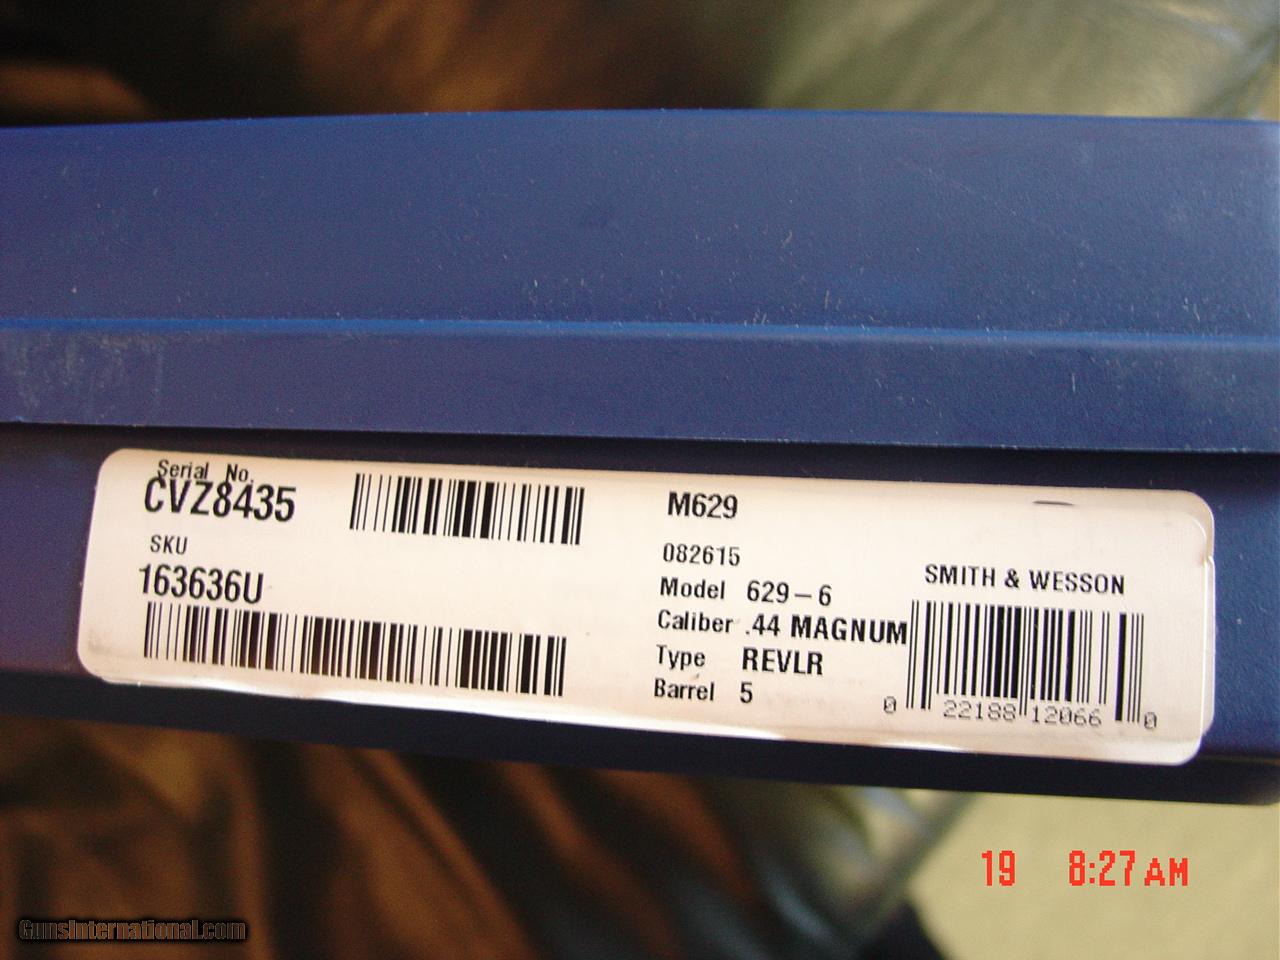 Serial No.
CVZ8435
SKU
163636U
M629
082615
Model 629-6
Caliber .44 MAGNUM
Type REVLR
Barrel 5
SMITH & WESSON
0 22188 12066 0
19 8:27 AM
GunsInternational.com